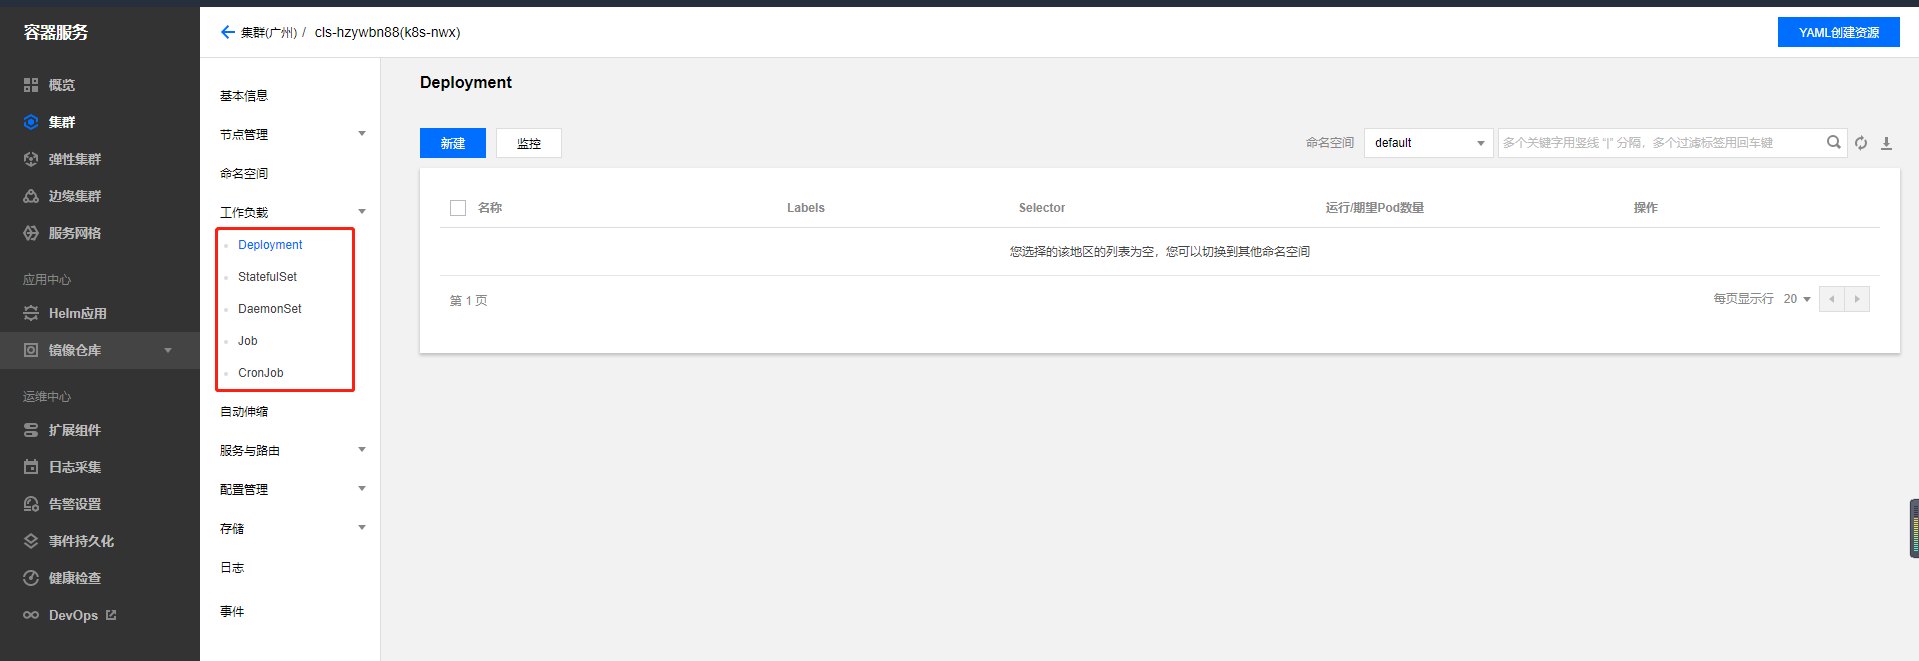 容器服务
概览
集群
弹性集群
边缘集群
服务网格
应用中心
Helm应用
镜像仓库
运维中心
扩展组件
日志采集
告警设置
事件持久化
健康检查
DevOps
集群(广州) / cls-hzywbn88(k8s-nwx)
YAML创建资源
基本信息
节点管理
命名空间
工作负载
Deployment
StatefulSet
DaemonSet
Job
CronJob
自动伸缩
服务与路由
配置管理
存储
日志
事件
Deployment
新建 监控 命名空间 default 多个关键字用竖线 "|" 分隔，多个过滤标签用回车键
名称 Labels Selector 运行/期望Pod数量 操作
您选择的该地区的列表为空，您可以切换到其他命名空间
第 1 页 每页显示行 20